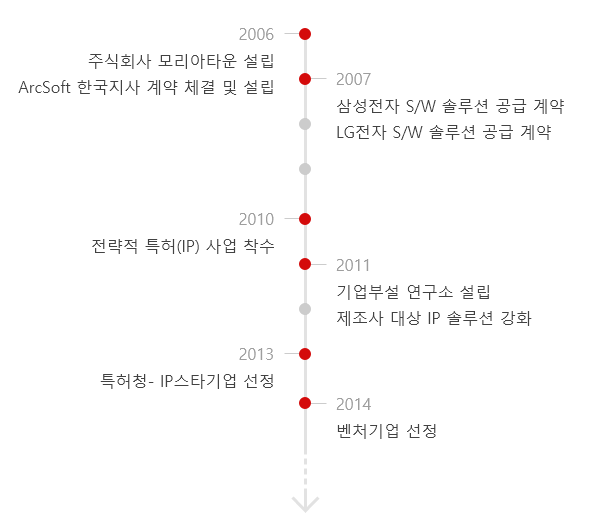 2006
주식회사 모리아타운 설립
ArcSoft 한국지사 계약 체결 및 설립
2007
삼성전자 S/W 솔루션 공급 계약
LG전자 S/W 솔루션 공급 계약
2010
전략적 특허(IP) 사업 착수
2011
기업부설 연구소 설립
제조사 대상 IP 솔루션 강화
2013
특허청- IP스타기업 선정
2014
벤처기업 선정